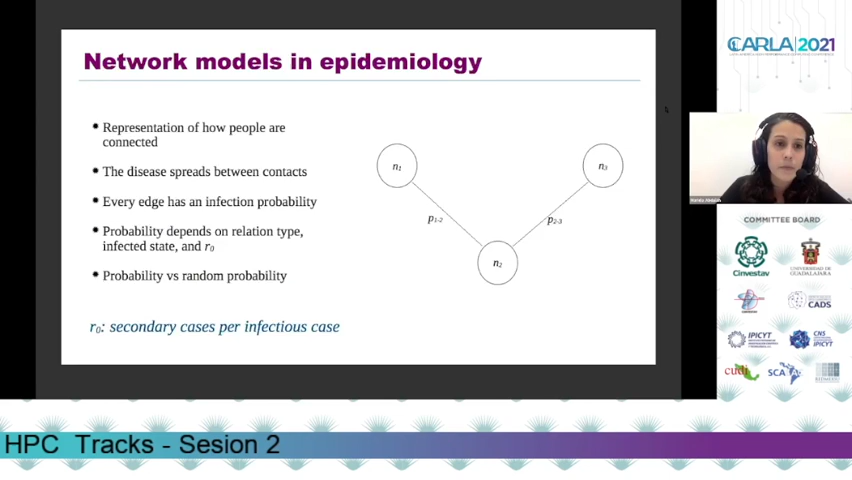 Network models in epidemiology
CARLA 2021
Representation of how people are
connected
The disease spreads between contacts
Every edge has an infection probability
Probability depends on relation type,
infected state, and r0
Probability vs random probability
r0: secondary cases per infectious case
n1
n3
p1-2
p2-3
n2
COMMITTEE BOARD
Cinvestav
UNIVERSIDAD DE
GUADALAJARA
CADS
IPICYT
CNS
IPICYT
cudi
SCA
HPC Tracks - Sesion 2